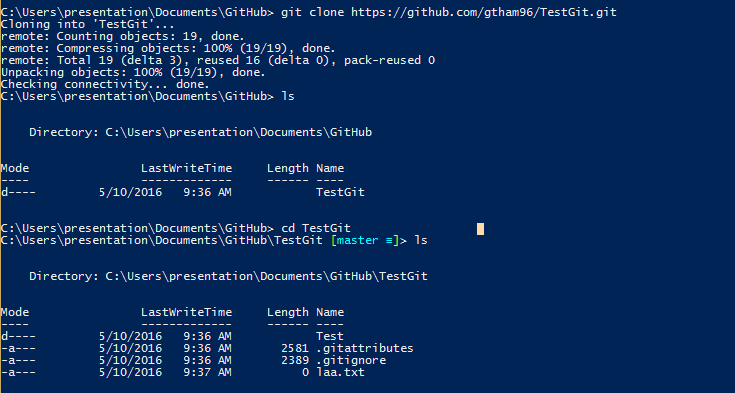 C:\Users\presentation\Documents\GitHub> git clone https://github.com/gtham96/TestGit.git
Cloning into 'TestGit'...
remote: Counting objects: 19, done.
remote: Compressing objects: 100% (19/19), done.
remote: Total 19 (delta 3), reused 16 (delta 0), pack-reused 0
Unpacking objects: 100% (19/19), done.
Checking connectivity... done.
C:\Users\presentation\Documents\GitHub> ls
Directory: C:\Users\presentation\Documents\GitHub
Mode LastWriteTime Length Name
---- ------------- ------ ----
d---- 5/10/2016 9:36 AM TestGit
C:\Users\presentation\Documents\GitHub> cd TestGit
C:\Users\presentation\Documents\GitHub\TestGit [master ≡]> ls
Directory: C:\Users\presentation\Documents\GitHub\TestGit
Mode LastWriteTime Length Name
---- ------------- ------ ----
d---- 5/10/2016 9:36 AM Test
-a--- 5/10/2016 9:36 AM 2581 .gitattributes
-a--- 5/10/2016 9:36 AM 2389 .gitignore
-a--- 5/10/2016 9:37 AM 0 laa.txt